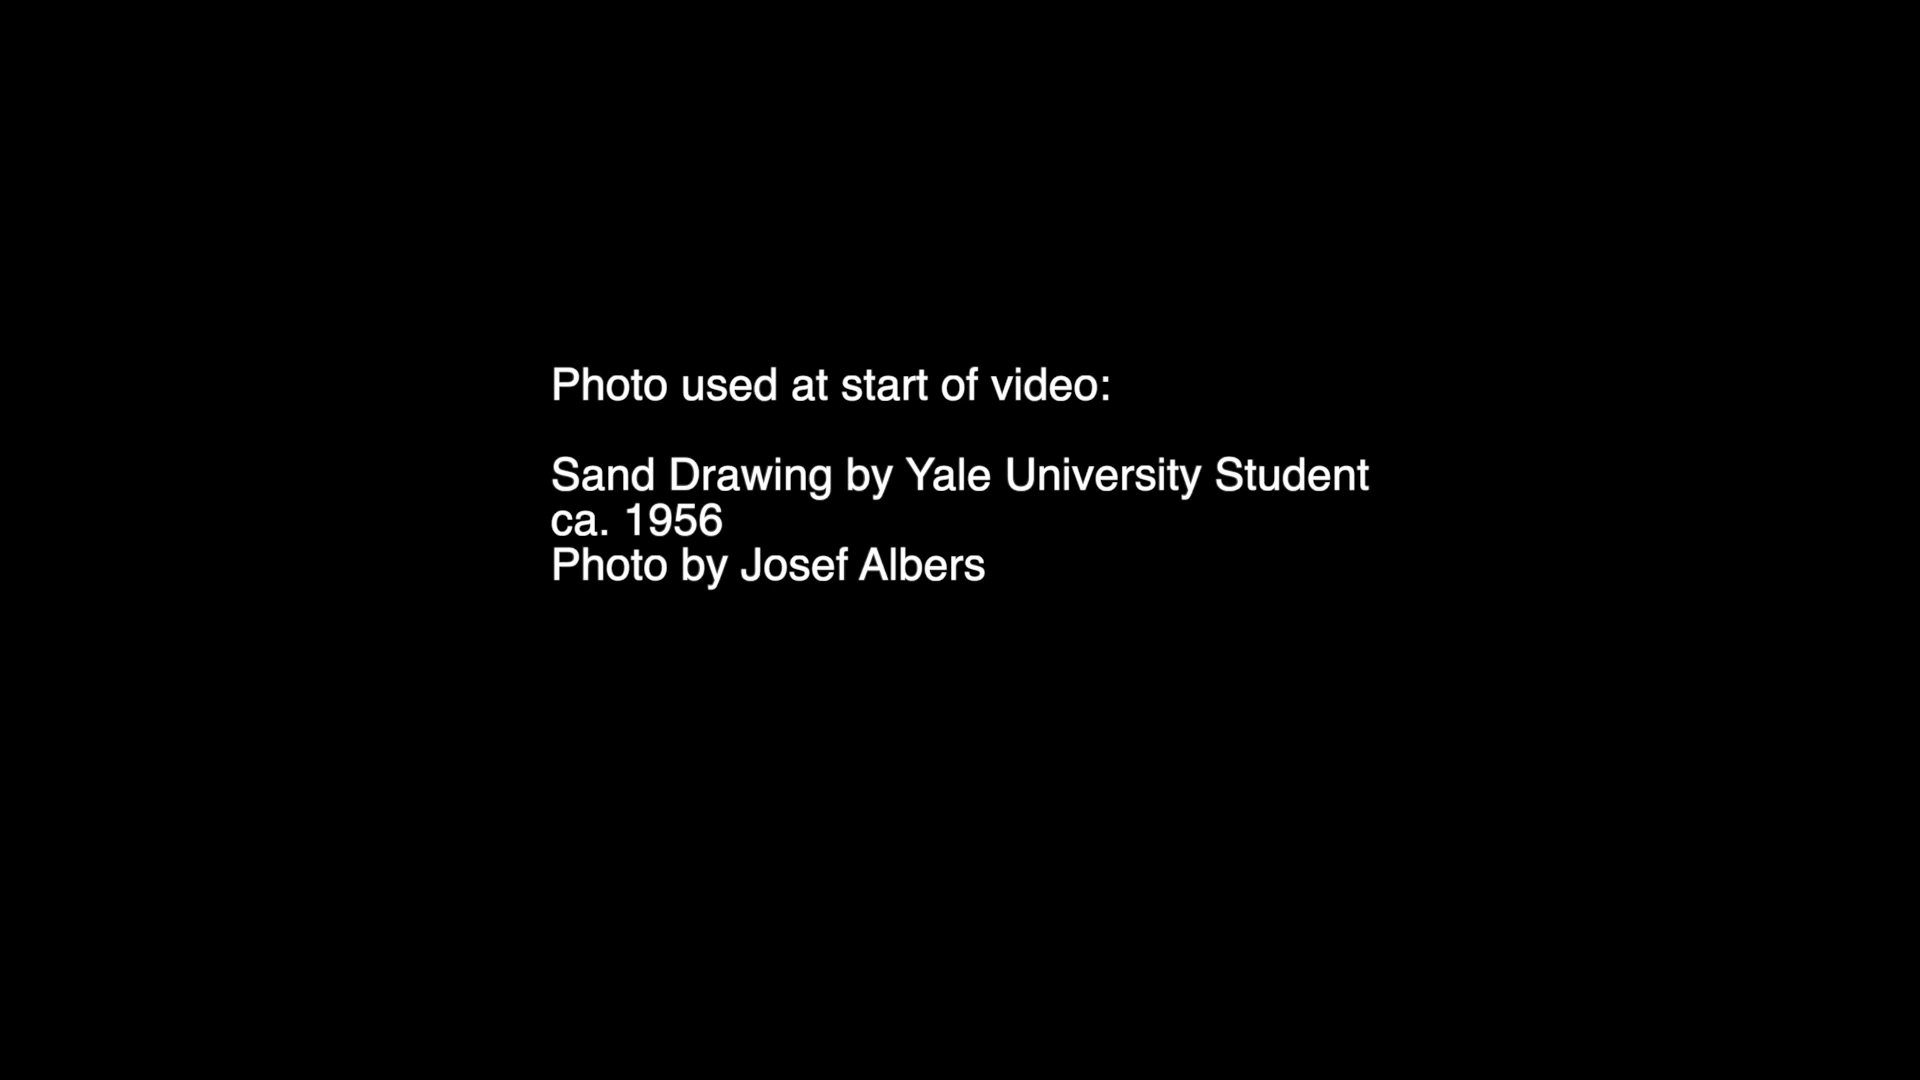 Photo used at start of video:
Sand Drawing by Yale University Student
ca. 1956
Photo by Josef Albers